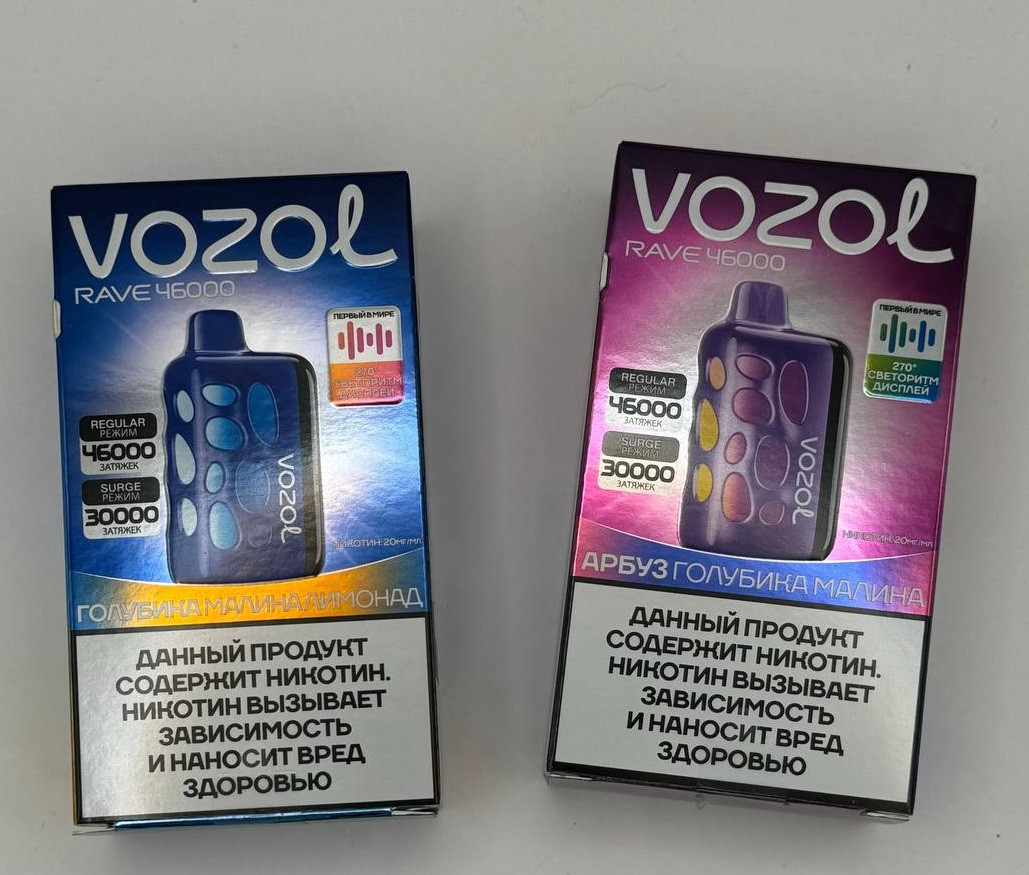 VOZOL
RAVE 46000
ПЕРВЫЙ В МИРЕ
270°
СВЕТОРИТМ
ДИСПЛЕЙ
REGULAR
РЕЖИМ
46000
ЗАТЯЖЕК
SURGE
РЕЖИМ
30000
ЗАТЯЖЕК
VOZOL
НИКОТИН: 20мг/мл
ГОЛУБИКА МАЛИНА ЛИМОНАД
ДАННЫЙ ПРОДУКТ
СОДЕРЖИТ НИКОТИН.
НИКОТИН ВЫЗЫВАЕТ
ЗАВИСИМОСТЬ
И НАНОСИТ ВРЕД
ЗДОРОВЬЮ
VOZOL
RAVE 46000
ПЕРВЫЙ В МИРЕ
270°
СВЕТОРИТМ
ДИСПЛЕЙ
REGULAR
РЕЖИМ
46000
ЗАТЯЖЕК
SURGE
РЕЖИМ
30000
ЗАТЯЖЕК
VOZOL
НИКОТИН: 20мг/мл
АРБУЗ ГОЛУБИКА МАЛИНА
ДАННЫЙ ПРОДУКТ
СОДЕРЖИТ НИКОТИН.
НИКОТИН ВЫЗЫВАЕТ
ЗАВИСИМОСТЬ
И НАНОСИТ ВРЕД
ЗДОРОВЬЮ